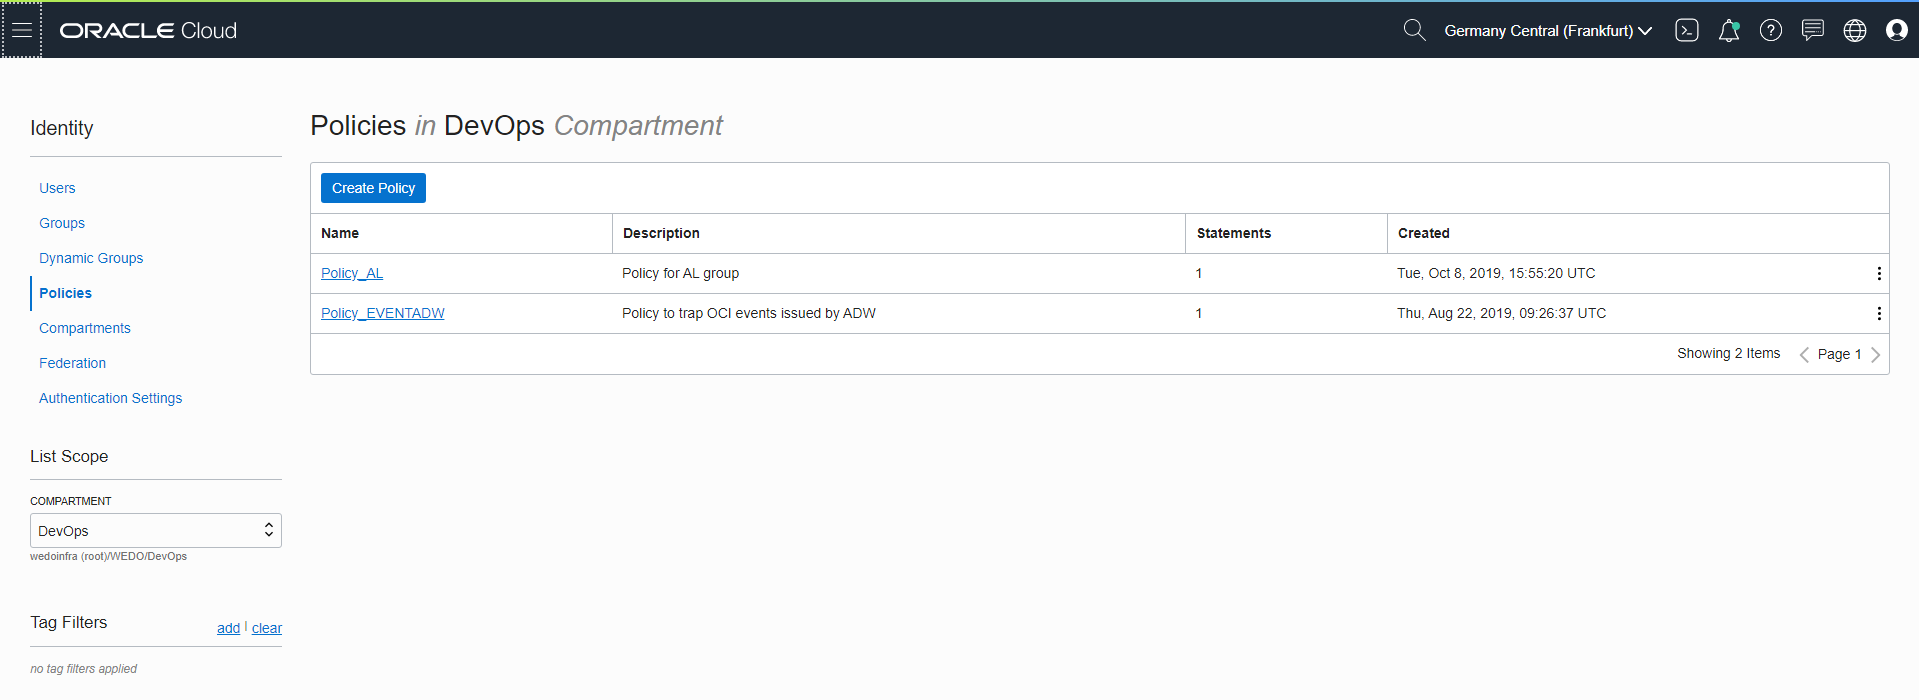 ORACLE Cloud
Germany Central (Frankfurt)
Identity
Users
Groups
Dynamic Groups
Policies
Compartments
Federation
Authentication Settings
List Scope
COMPARTMENT
DevOps
wedoinfra (root)/WEDO/DevOps
Tag Filters add | clear
no tag filters applied
Policies in DevOps Compartment
Create Policy
Name Description Statements Created
Policy_AL Policy for AL group 1 Tue, Oct 8, 2019, 15:55:20 UTC
Policy_EVENTADW Policy to trap OCI events issued by ADW 1 Thu, Aug 22, 2019, 09:26:37 UTC
Showing 2 Items Page 1